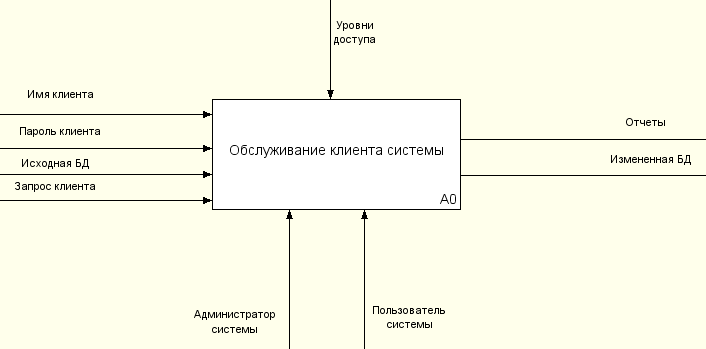 Уровни
доступа
Имя клиента
Пароль клиента
Исходная БД
Запрос клиента
Обслуживание клиента системы
A0
Отчеты
Измененная БД
Администратор
системы
Пользователь
системы